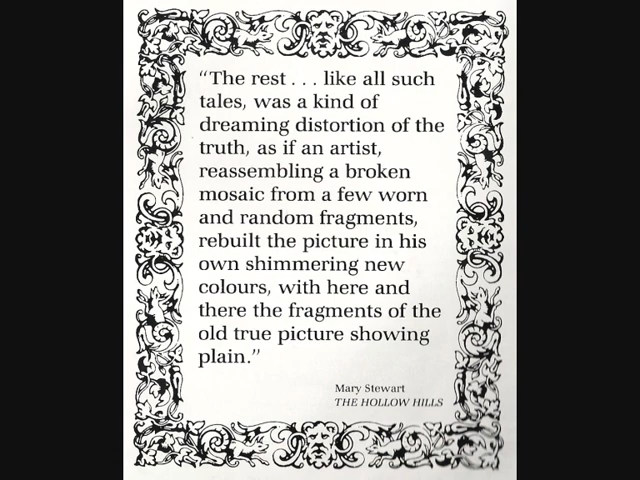 “The rest . . . like all such
tales, was a kind of
dreaming distortion of the
truth, as if an artist,
reassembling a broken
mosaic from a few worn
and random fragments,
rebuilt the picture in his
own shimmering new
colours, with here and
there the fragments of the
old true picture showing
plain.”
Mary Stewart
THE HOLLOW HILLS